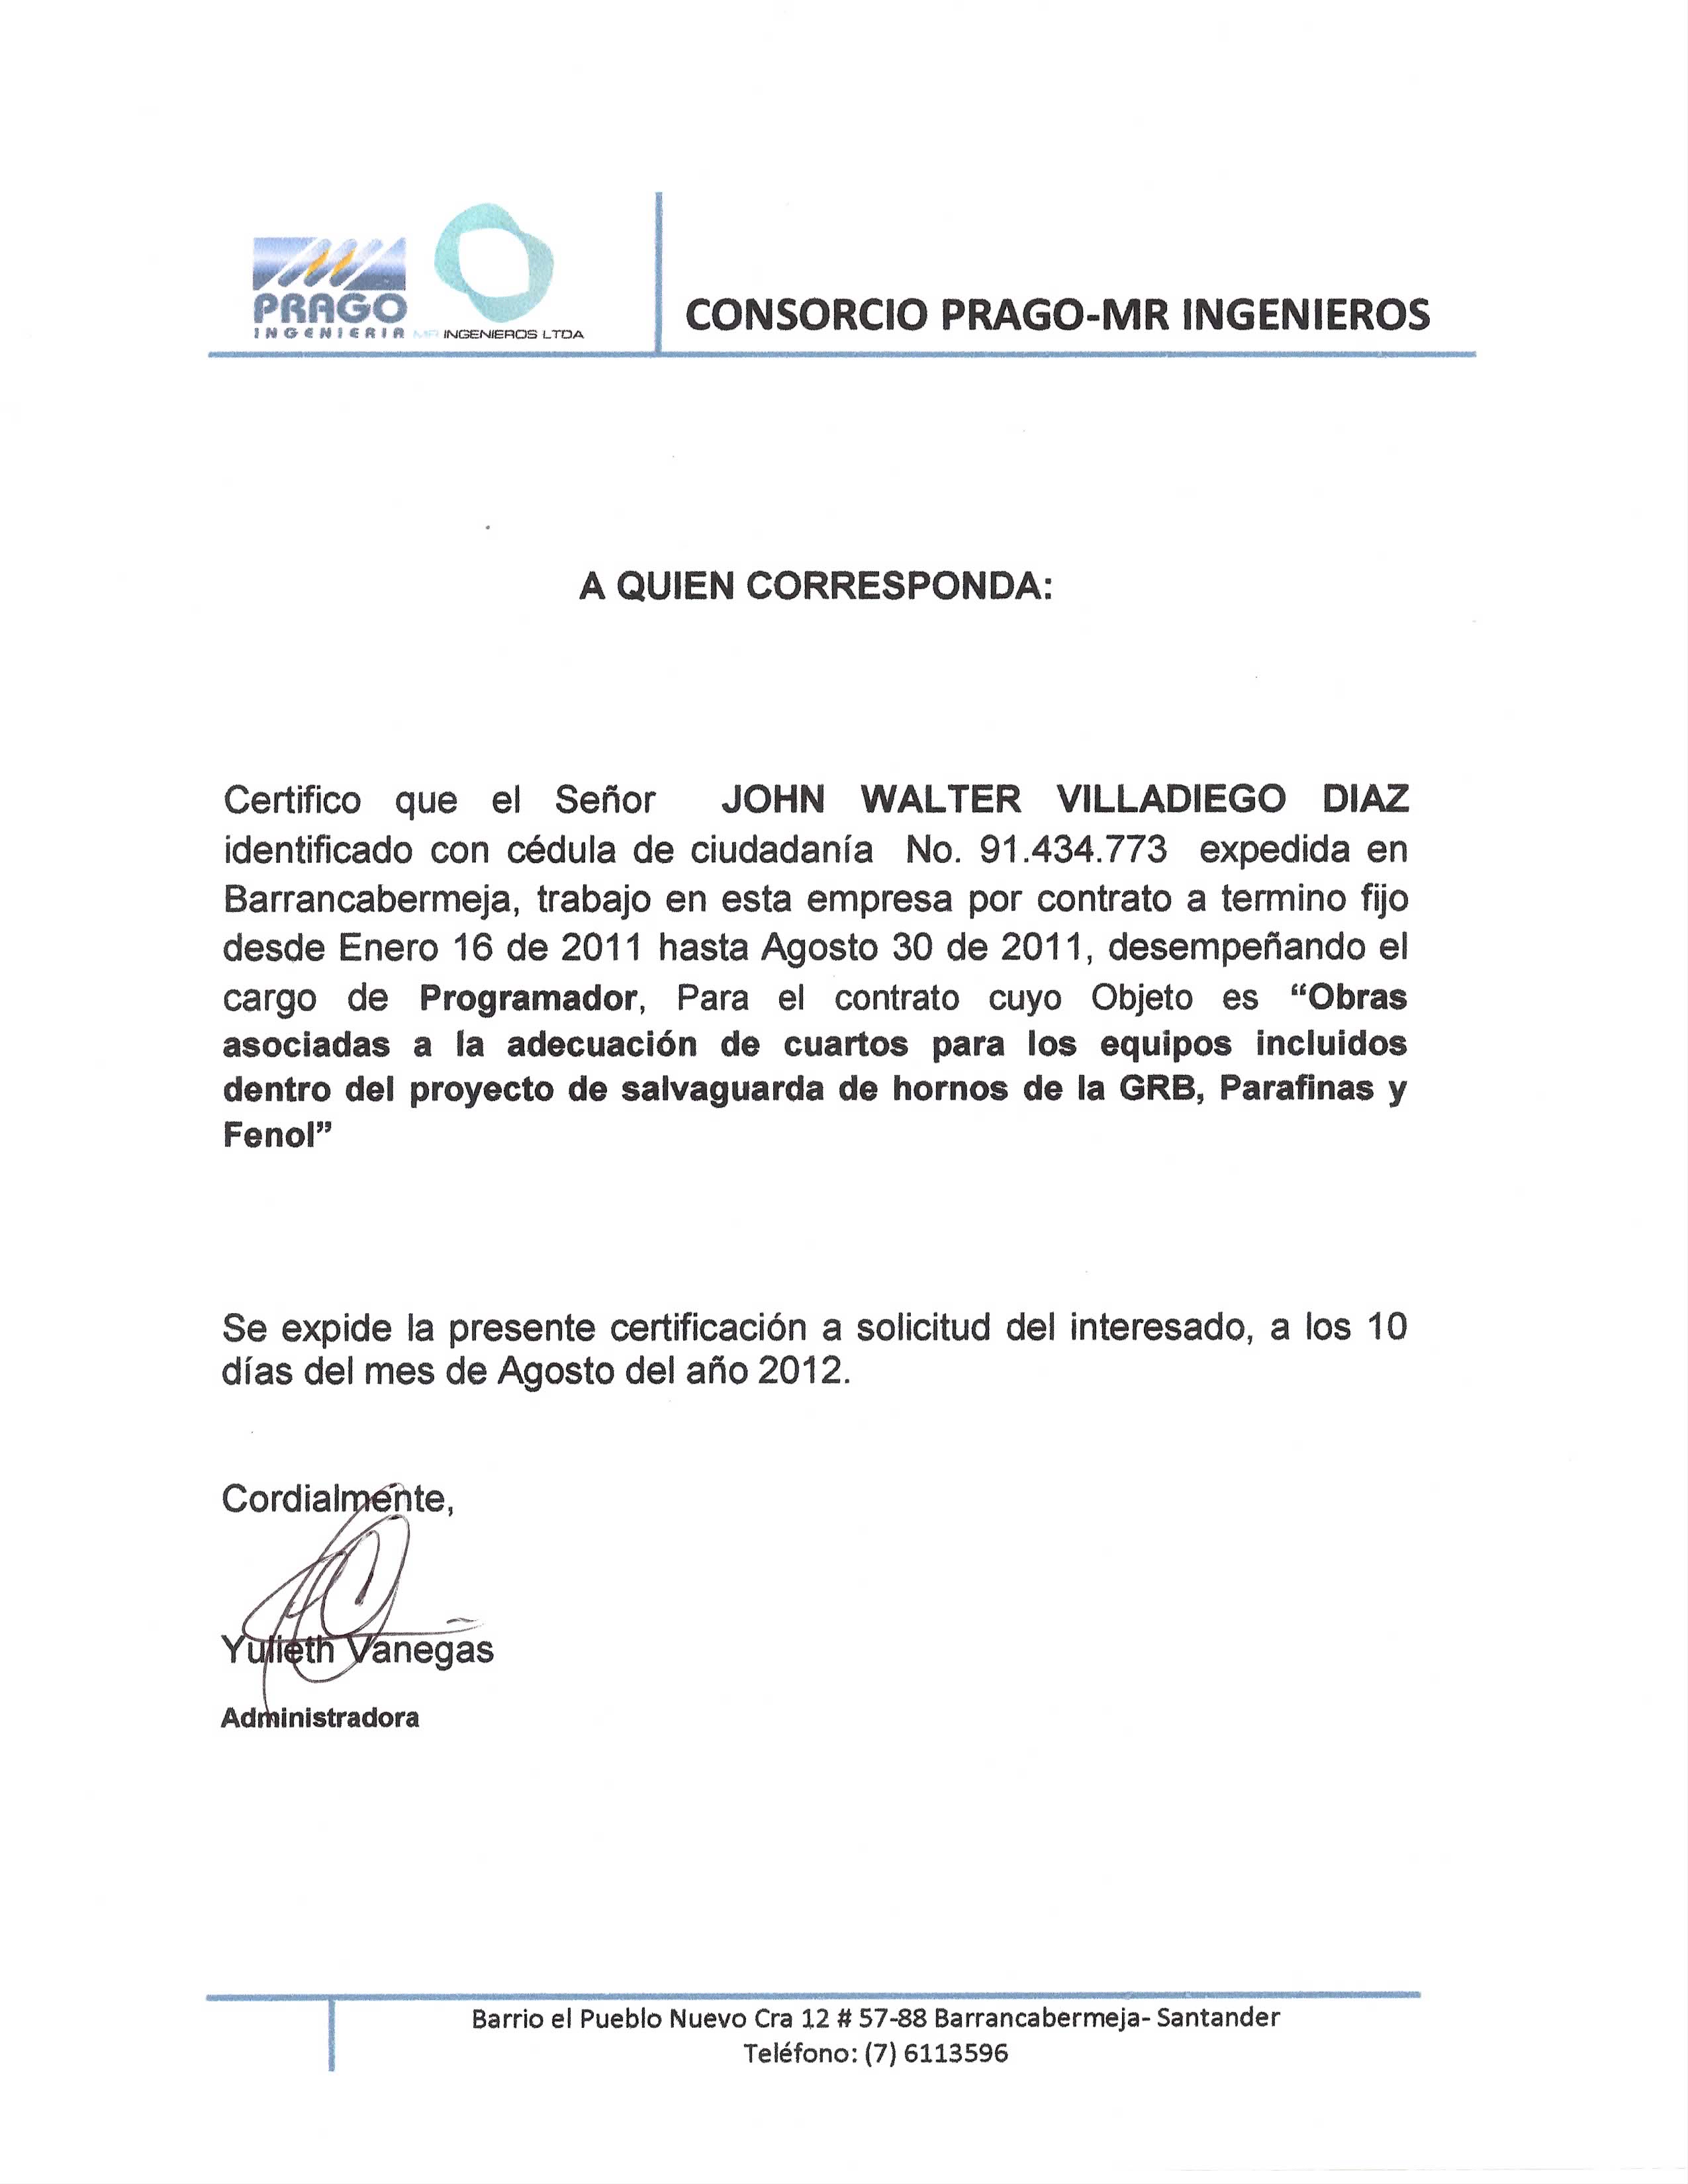 PRAGO
INGENIERIA
MR INGENIEROS LTDA
CONSORCIO PRAGO-MR INGENIEROS
A QUIEN CORRESPONDA:
Certifico que el Señor JOHN WALTER VILLADIEGO DIAZ
identificado con cédula de ciudadanía No. 91.434.773 expedida en
Barrancabermeja, trabajo en esta empresa por contrato a termino fijo
desde Enero 16 de 2011 hasta Agosto 30 de 2011, desempeñando el
cargo de Programador, Para el contrato cuyo Objeto es “Obras
asociadas a la adecuación de cuartos para los equipos incluidos
dentro del proyecto de salvaguarda de hornos de la GRB, Parafinas y
Fenol”
Se expide la presente certificación a solicitud del interesado, a los 10
días del mes de Agosto del año 2012.
Cordialmente,
Yulieth Vanegas
Administradora
Barrio el Pueblo Nuevo Cra 12 # 57-88 Barrancabermeja- Santander
Teléfono: (7) 6113596